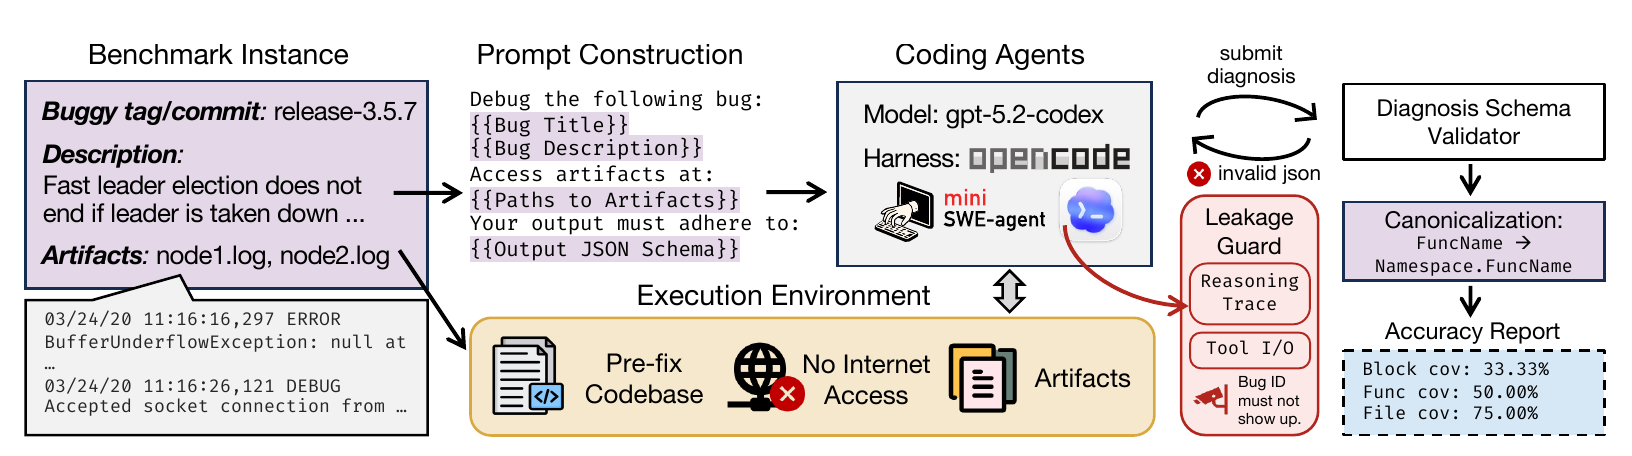 Benchmark Instance
Buggy tag/commit: release-3.5.7
Description:
Fast leader election does not
end if leader is taken down ...
Artifacts: node1.log, node2.log
03/24/20 11:16:16,297 ERROR
BufferUnderflowException: null at
…
03/24/20 11:16:26,121 DEBUG
Accepted socket connection from …
Prompt Construction
Debug the following bug:
{{Bug Title}}
{{Bug Description}}
Access artifacts at:
{{Paths to Artifacts}}
Your output must adhere to:
{{Output JSON Schema}}
Coding Agents
Model: gpt-5.2-codex
Harness: opencode
mini
SWE-agent
Execution Environment
Pre-fix
Codebase
No Internet
Access
Artifacts
submit
diagnosis
invalid json
Leakage
Guard
Reasoning
Trace
Tool I/O
Bug ID
must not
show up.
Diagnosis Schema
Validator
Canonicalization:
FuncName →
Namespace.FuncName
Accuracy Report
Block cov: 33.33%
Func cov: 50.00%
File cov: 75.00%